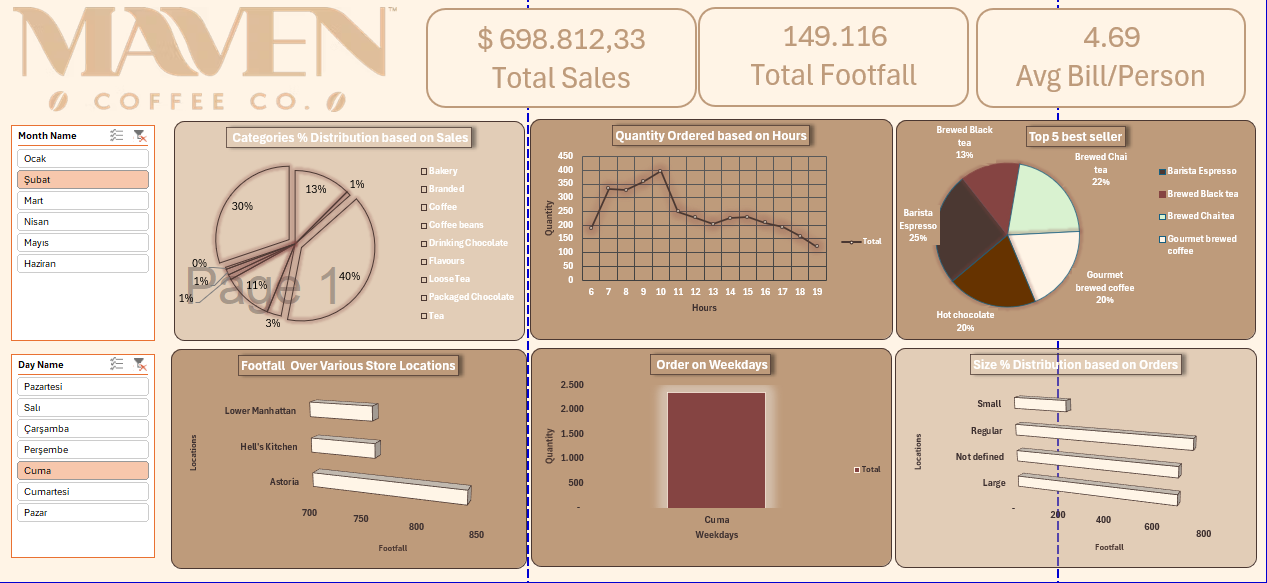 MAVEN™
COFFEE CO.
$ 698.812,33
Total Sales
149.116
Total Footfall
4.69
Avg Bill/Person
Month Name
Ocak
Şubat
Mart
Nisan
Mayıs
Haziran
Day Name
Pazartesi
Salı
Çarşamba
Perşembe
Cuma
Cumartesi
Pazar
Categories % Distribution based on Sales
13%
1%
30%
40%
0%
1%
1%
11%
3%
Page 1
Bakery
Branded
Coffee
Coffee beans
Drinking Chocolate
Flavours
Loose Tea
Packaged Chocolate
Tea
Quantity Ordered based on Hours
450
400
350
300
250
200
150
100
50
0
Quantity
6 7 8 9 10 11 12 13 14 15 16 17 18 19
Hours
Total
Top 5 best seller
Brewed Black
tea
13%
Brewed Chai
tea
22%
Barista
Espresso
25%
Gourmet
brewed coffee
20%
Hot chocolate
20%
Barista Espresso
Brewed Black tea
Brewed Chai tea
Gourmet brewed
coffee
Footfall Over Various Store Locations
Locations
Lower Manhattan
Hell's Kitchen
Astoria
700 750 800 850
Footfall
Order on Weekdays
2.500
2.000
1.500
1.000
500
-
Quantity
Cuma
Weekdays
Total
Size % Distribution based on Orders
Locations
Small
Regular
Not defined
Large
- 200 400 600 800
Footfall